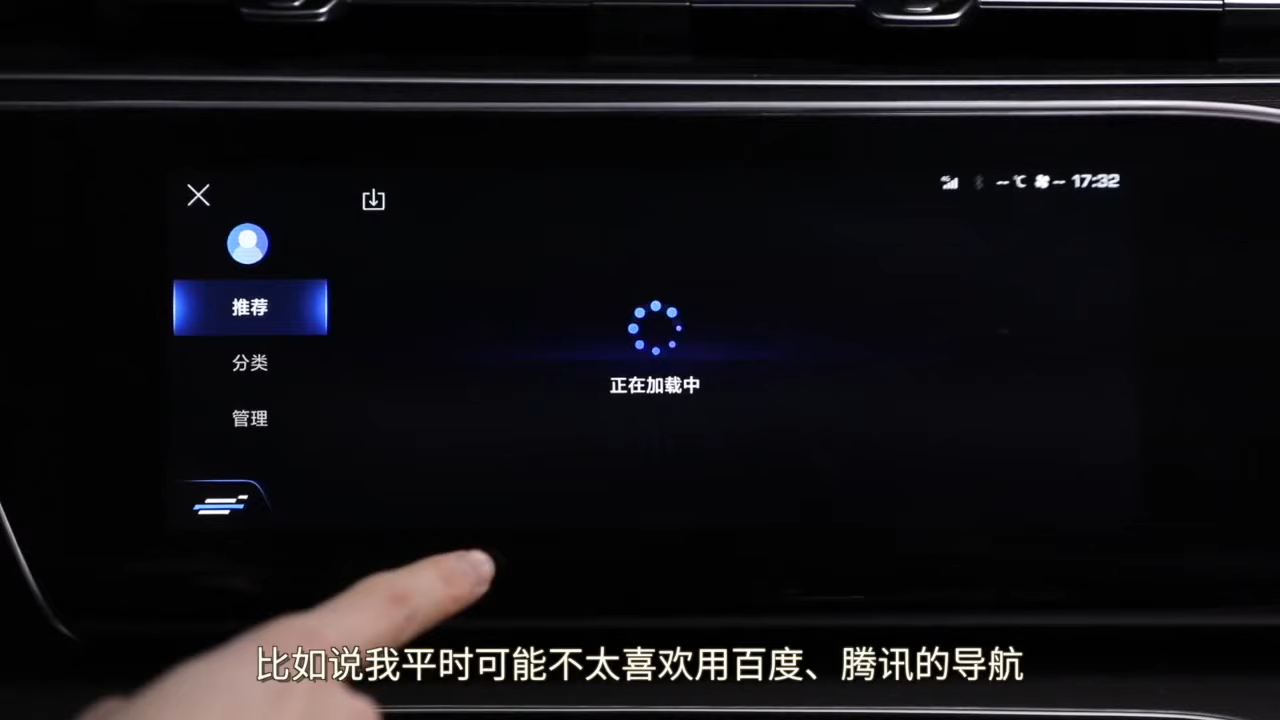 -- ℃ -- 17:32
推荐
分类
管理
正在加载中
比如说我平时可能不太喜欢用百度、腾讯的导航